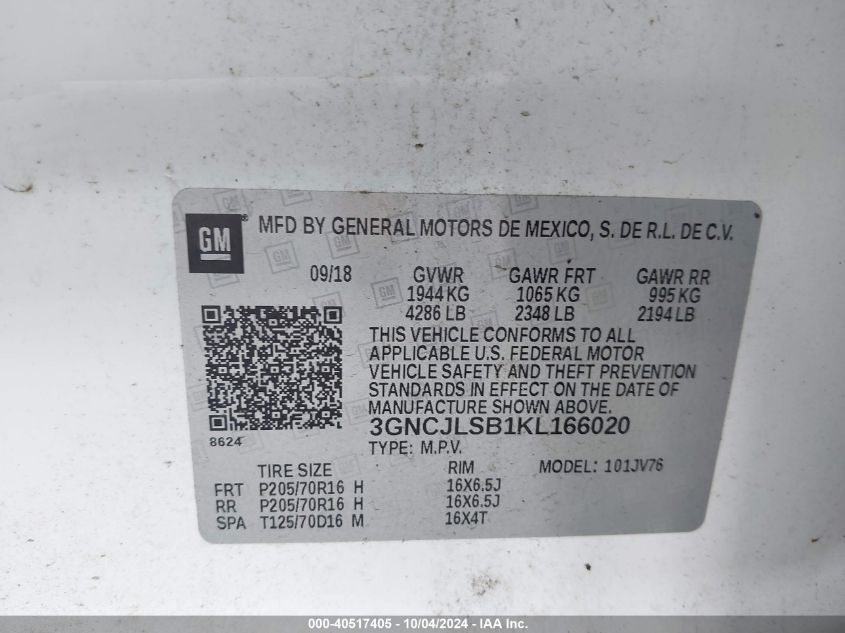 GM ® MFD BY GENERAL MOTORS DE MEXICO, S. DE R.L. DE C.V.
09/18 GVWR GAWR FRT GAWR RR
1944 KG 1065 KG 995 KG
4286 LB 2348 LB 2194 LB
THIS VEHICLE CONFORMS TO ALL
APPLICABLE U.S. FEDERAL MOTOR
VEHICLE SAFETY AND THEFT PREVENTION
STANDARDS IN EFFECT ON THE DATE OF
MANUFACTURE SHOWN ABOVE.
3GNCJLSB1KL166020
8624
TYPE: M.P.V.
TIRE SIZE RIM MODEL: 101JV76
FRT P205/70R16 H 16X6.5J
RR P205/70R16 H 16X6.5J
SPA T125/70D16 M 16X4T
000-40517405 - 10/04/2024 - IAA Inc.